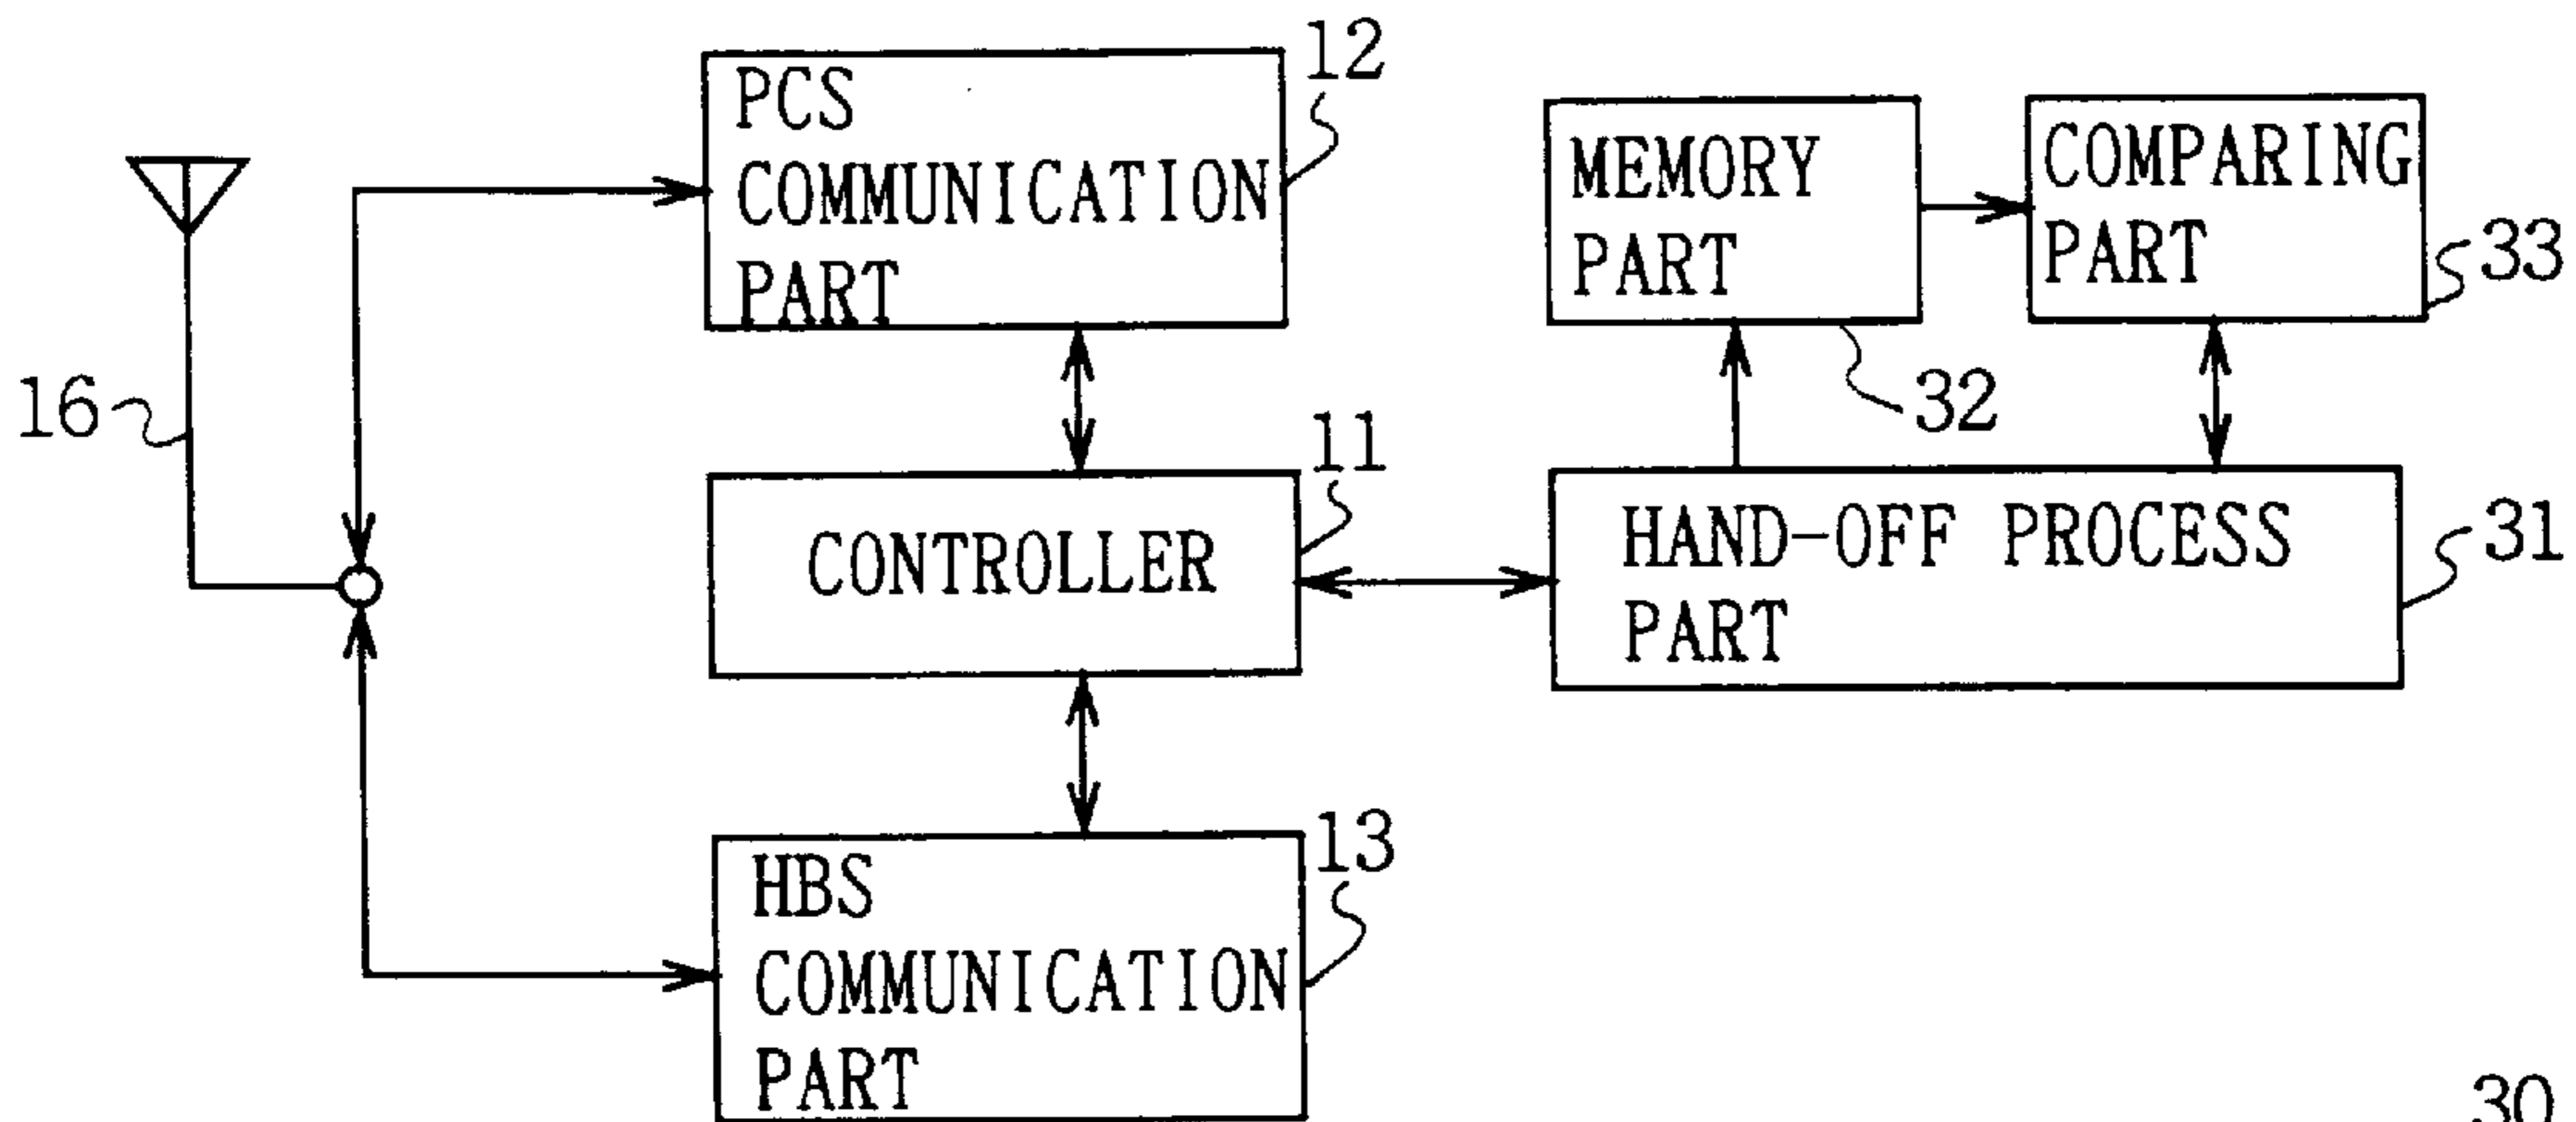 12
PCS
COMMUNICATION
PART
MEMORY
PART
COMPARING
PART
33
32
16
11
CONTROLLER
HAND-OFF PROCESS
PART
31
13
HBS
COMMUNICATION
PART
30